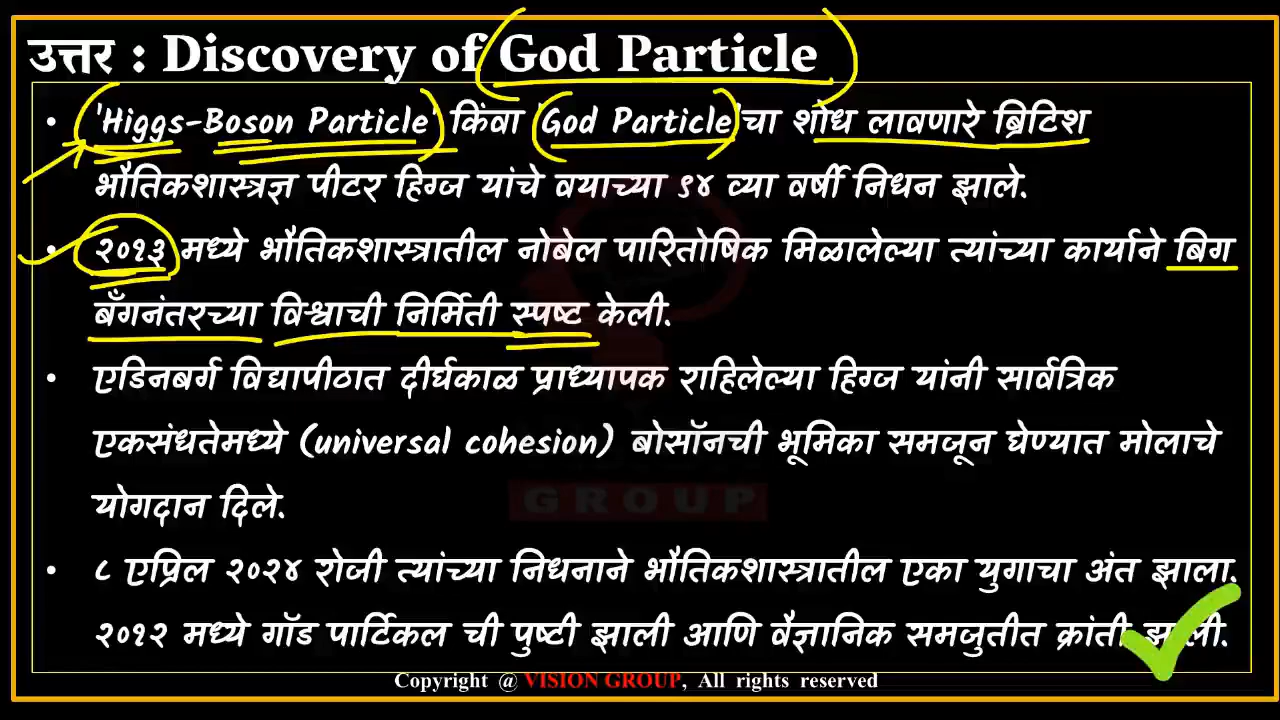 उत्तर : Discovery of God Particle
• 'Higgs-Boson Particle' किंवा 'God Particle'चा शोध लावणारे ब्रिटिश
भौतिकशास्त्रज्ञ पीटर हिग्ज यांचे वयाच्या ९४ व्या वर्षी निधन झाले.
• २०१३ मध्ये भौतिकशास्त्रातील नोबेल पारितोषिक मिळालेल्या त्यांच्या कार्याने बिग
बँगनंतरच्या विश्वाची निर्मिती स्पष्ट केली.
• एडिनबर्ग विद्यापीठात दीर्घकाळ प्राध्यापक राहिलेल्या हिग्ज यांनी सार्वत्रिक
एकसंधतेमध्ये (universal cohesion) बोसॉनची भूमिका समजून घेण्यात मोलाचे
योगदान दिले.
GROUP
• ८ एप्रिल २०२४ रोजी त्यांच्या निधनाने भौतिकशास्त्रातील एका युगाचा अंत झाला.
२०१२ मध्ये गॉड पार्टिकल ची पुष्टी झाली आणि वैज्ञानिक समजुतीत क्रांती झाली.
Copyright @ VISION GROUP, All rights reserved